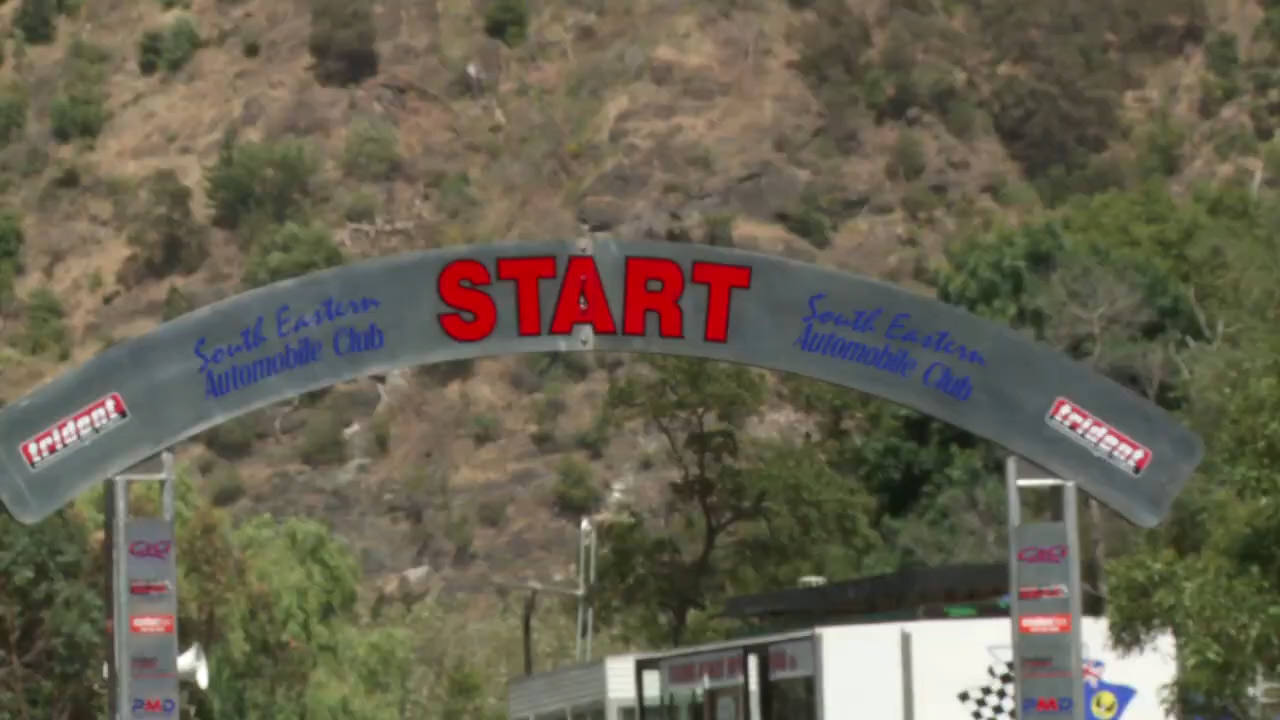 START
South Eastern
Automobile Club
South Eastern
Automobile Club
trident
trident
PMD
PMD